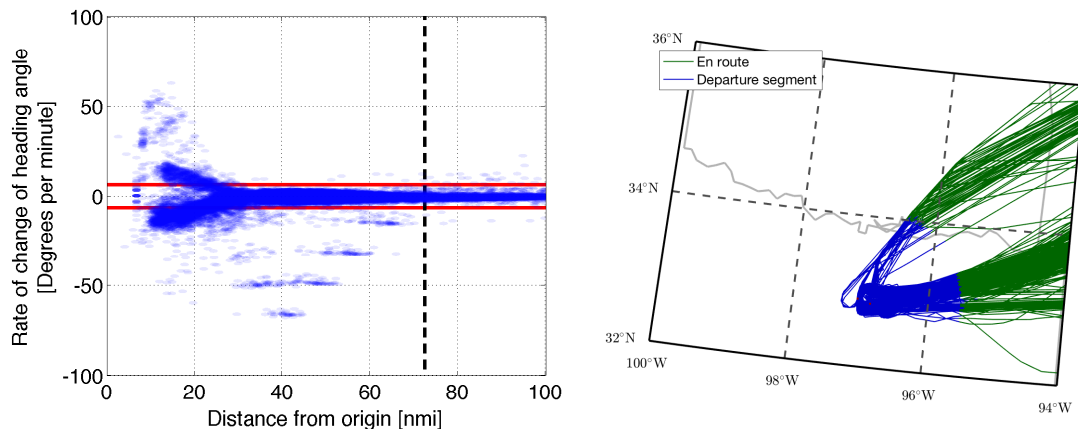 100
50
0
-50
-100
Rate of change of heading angle
[Degrees per minute]
0
20
40
60
80
100
Distance from origin [nmi]
36°N
34°N
32°N
En route
Departure segment
100°W
98°W
96°W
94°W